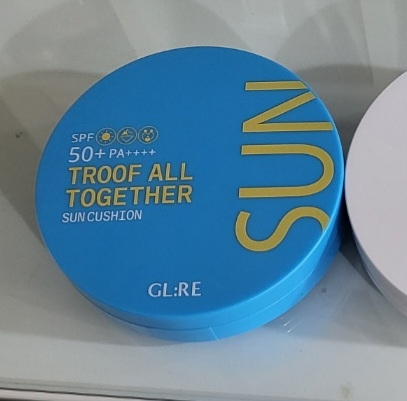 SPF
50+ PA++++
TROOF ALL
TOGETHER
SUN CUSHION
SUN
GL:RE